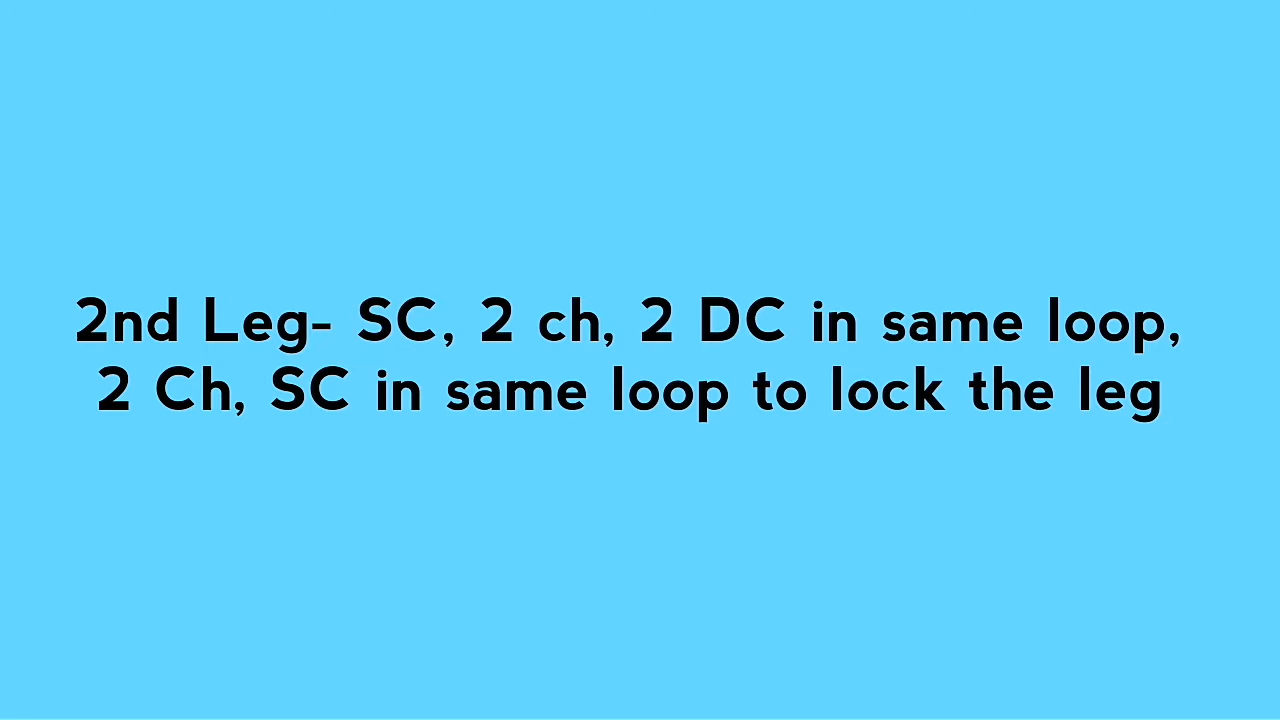 2nd Leg- SC, 2 ch, 2 DC in same loop,
2 Ch, SC in same loop to lock the leg